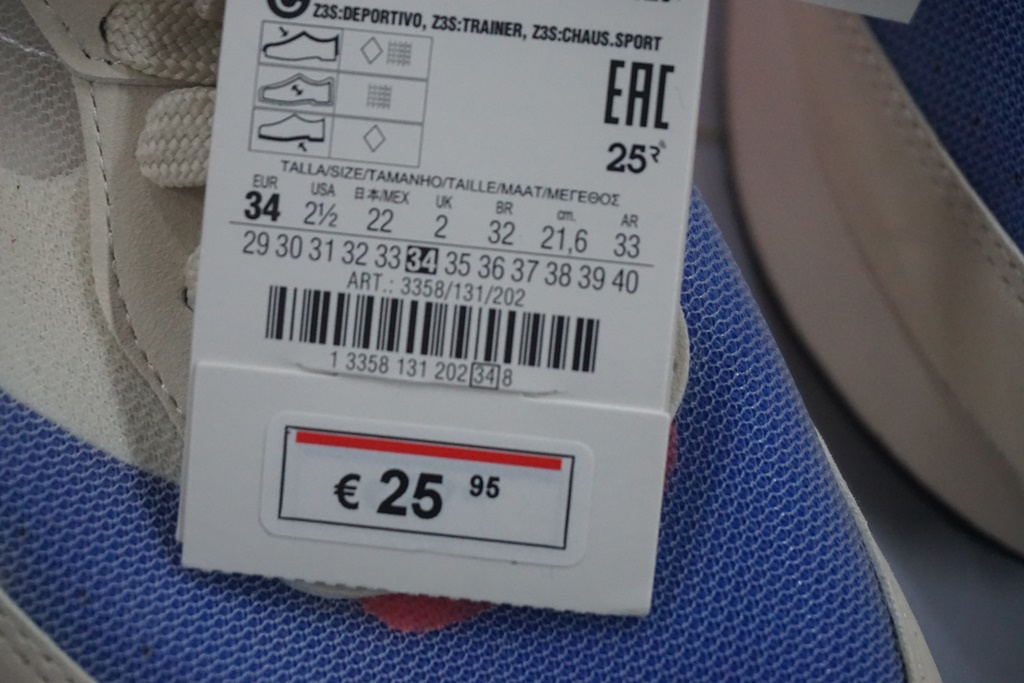 Z3S:DEPORTIVO, Z3S:TRAINER, Z3S:CHAUS.SPORT
EAC
25
TALLA/SIZE/TAMANHO/TAILLE/MAAT/ΜΕΓΕΘΟΣ
EUR USA 日本/MEX UK BR cm. AR
34 2½ 22 2 32 21,6 33
29 30 31 32 33 34 35 36 37 38 39 40
ART.: 3358/131/202
1 3358 131 202 34 8
€ 25 95